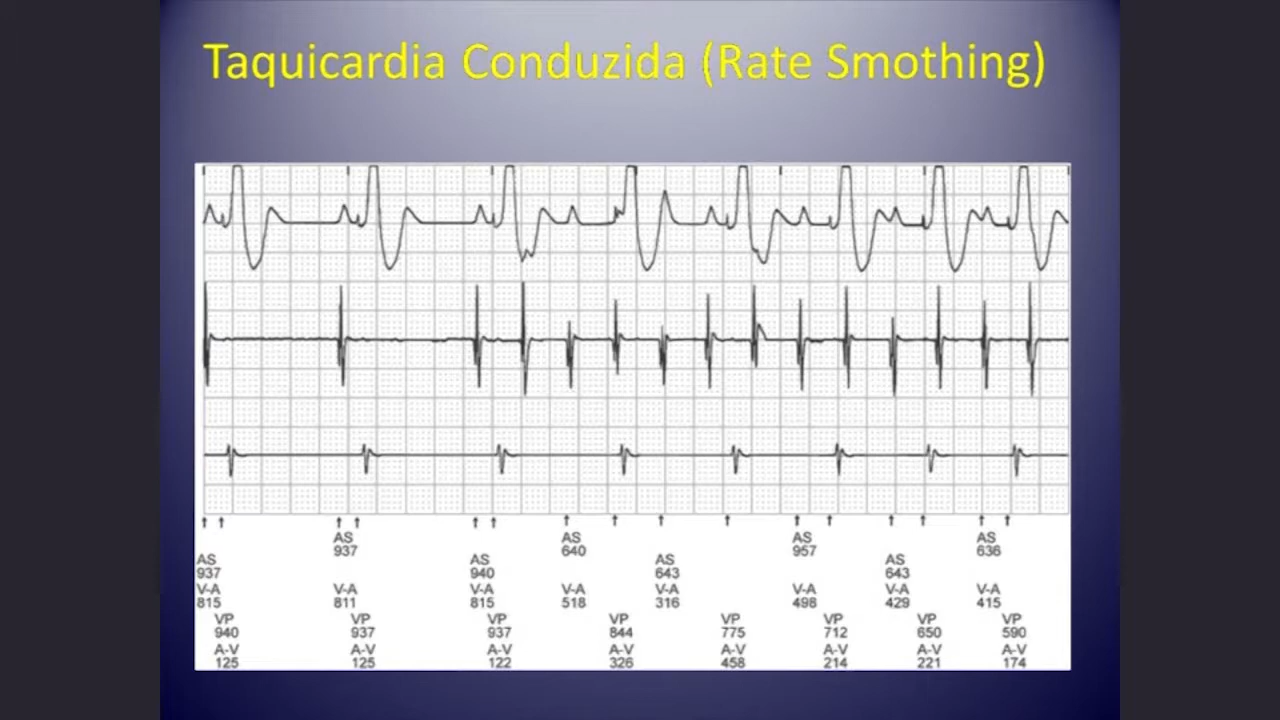 Taquicardia Conduzida (Rate Smothing)
AS AS AS AS
937 640 957 636
AS AS AS AS
937 940 643 643
V-A V-A V-A V-A V-A V-A V-A V-A
815 811 815 518 316 498 429 415
VP VP VP VP VP VP VP VP
940 937 937 844 775 712 650 590
A-V A-V A-V A-V A-V A-V A-V A-V
125 125 122 326 458 214 221 174